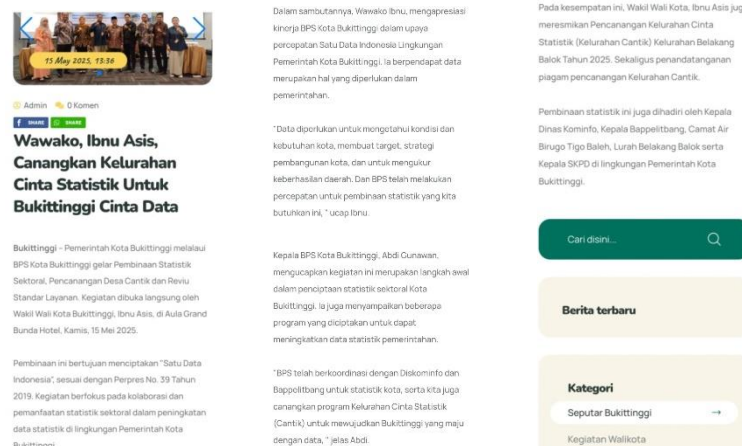 15 May 2025, 13:36
Admin 0 Komen
SHARE SHARE
Wawako, Ibnu Asis,
Canangkan Kelurahan
Cinta Statistik Untuk
Bukittinggi Cinta Data
Bukittinggi – Pemerintah Kota Bukittinggi melalaui
BPS Kota Bukittinggi gelar Pembinaan Statistik
Sektoral, Pencanangan Desa Cantik dan Reviu
Standar Layanan. Kegiatan dibuka langsung oleh
Wakil Wali Kota Bukittinggi, Ibnu Asis, di Aula Grand
Bunda Hotel, Kamis, 15 Mei 2025.
Pembinaan ini bertujuan menciptakan "Satu Data
Indonesia", sesuai dengan Perpres No. 39 Tahun
2019. Kegiatan berfokus pada kolaborasi dan
pemanfaatan statistik sektoral dalam peningkatan
data statistik di lingkungan Pemerintah Kota
Bukittinggi.
Dalam sambutannya, Wawako Ibnu, mengapresiasi
kinerja BPS Kota Bukittinggi dalam upaya
percepatan Satu Data Indonesia Lingkungan
Pemerintah Kota Bukittinggi. Ia berpendapat data
merupakan hal yang diperlukan dalam
pemerintahan.
"Data diperlukan untuk mengetahui kondisi dan
kebutuhan kota, membuat target, strategi
pembangunan kota, dan untuk mengukur
keberhasilan daerah. Dan BPS telah melakukan
percepatan untuk pembinaan statistik yang kita
butuhkan ini, " ucap Ibnu.
Kepala BPS Kota Bukittinggi, Abdi Gunawan,
mengucapkan kegiatan ini merupakan langkah awal
dalam penciptaan statistik sektoral Kota
Bukittinggi. Ia juga menyampaikan beberapa
program yang diciptakan untuk dapat
meningkatkan data statistik pemerintahan.
"BPS telah berkoordinasi dengan Diskominfo dan
Bappelitbang untuk statistik kota, serta kita juga
canangkan program Kelurahan Cinta Statistik
(Cantik) untuk mewujudkan Bukittinggi yang maju
dengan data, " jelas Abdi.
Pada kesempatan ini, Wakil Wali Kota, Ibnu Asis jug
meresmikan Pencanangan Kelurahan Cinta
Statistik (Kelurahan Cantik) Kelurahan Belakang
Balok Tahun 2025. Sekaligus penandatanganan
piagam pencanangan Kelurahan Cantik.
Pembinaan statistik ini juga dihadiri oleh Kepala
Dinas Kominfo, Kepala Bappelitbang, Camat Air
Birugo Tigo Baleh, Lurah Belakang Balok serta
Kepala SKPD di lingkungan Pemerintah Kota
Bukittinggi.
Cari disini...
Berita terbaru
Kategori
Seputar Bukittinggi
Kegiatan Walikota